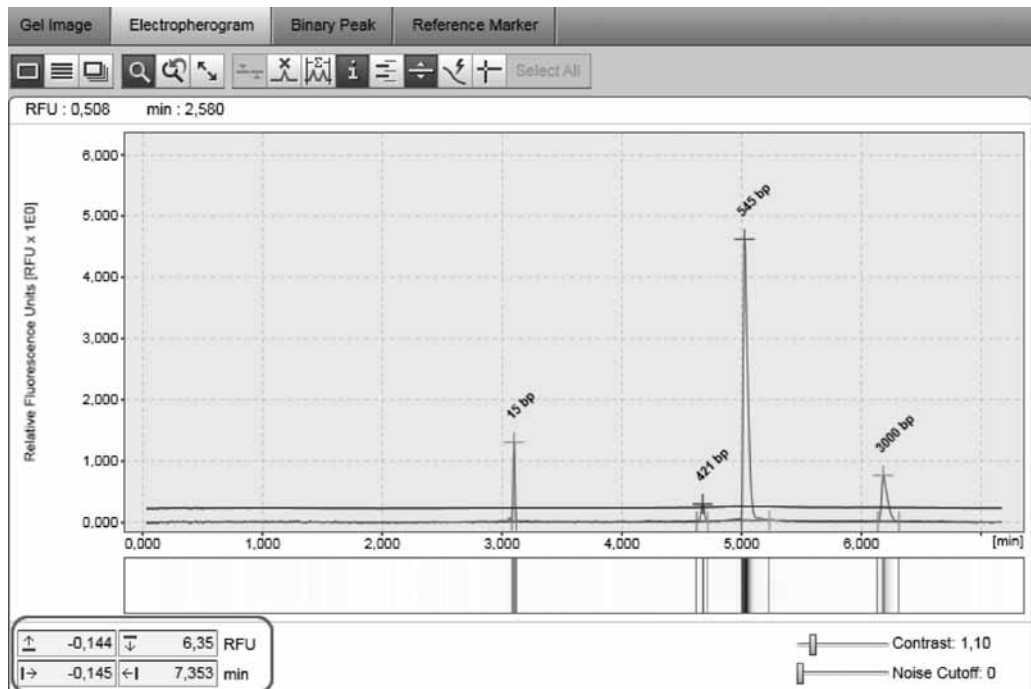 Gel Image Electropherogram Binary Peak Reference Marker
Select All
RFU : 0,508 min : 2,580
Relative Fluorescence Units [RFU x 1E0]
6,000
5,000
4,000
3,000
2,000
1,000
0,000
15 bp
421 bp
545 bp
3000 bp
0,000 1,000 2,000 3,000 4,000 5,000 6,000 [min]
-0,144 6,35 RFU
-0,145 7,353 min
Contrast: 1,10
Noise Cutoff: 0